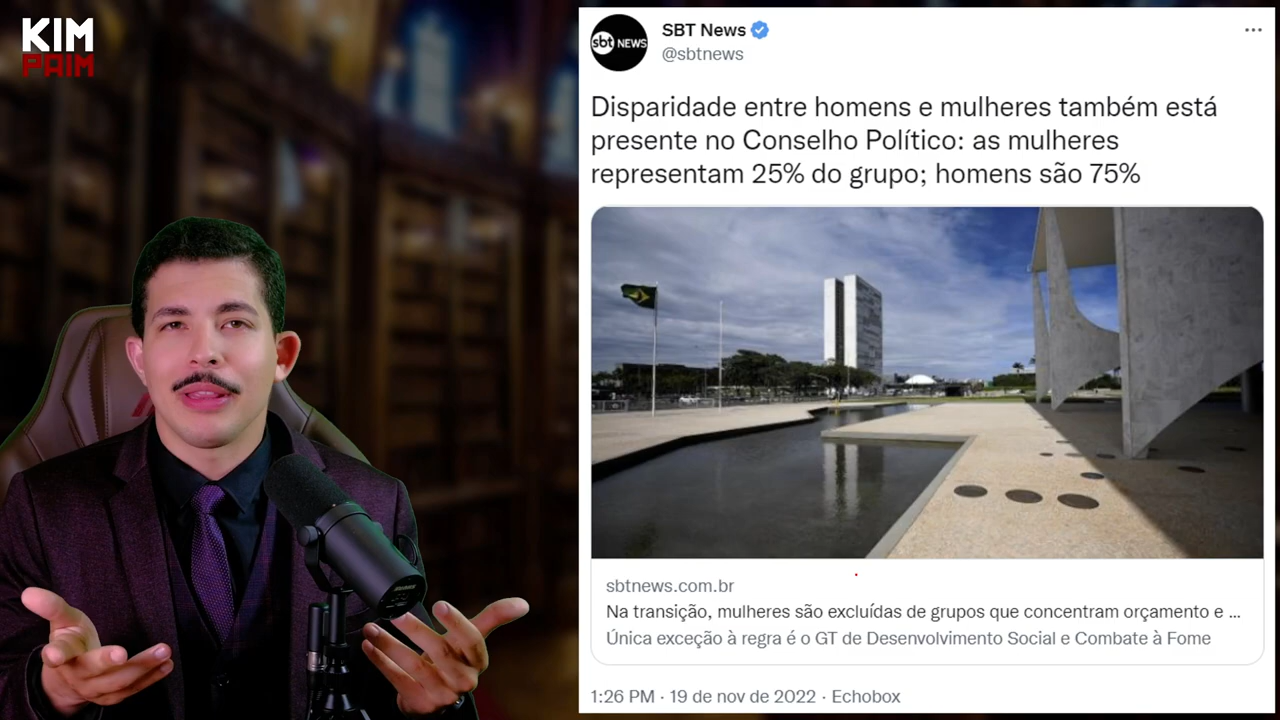 KIM
PAIM
SBT News
@sbtnews
sbt NEWS
Disparidade entre homens e mulheres também está
presente no Conselho Político: as mulheres
representam 25% do grupo; homens são 75%
sbtnews.com.br
Na transição, mulheres são excluídas de grupos que concentram orçamento e ...
Única exceção à regra é o GT de Desenvolvimento Social e Combate à Fome
1:26 PM · 19 de nov de 2022 · Echobox